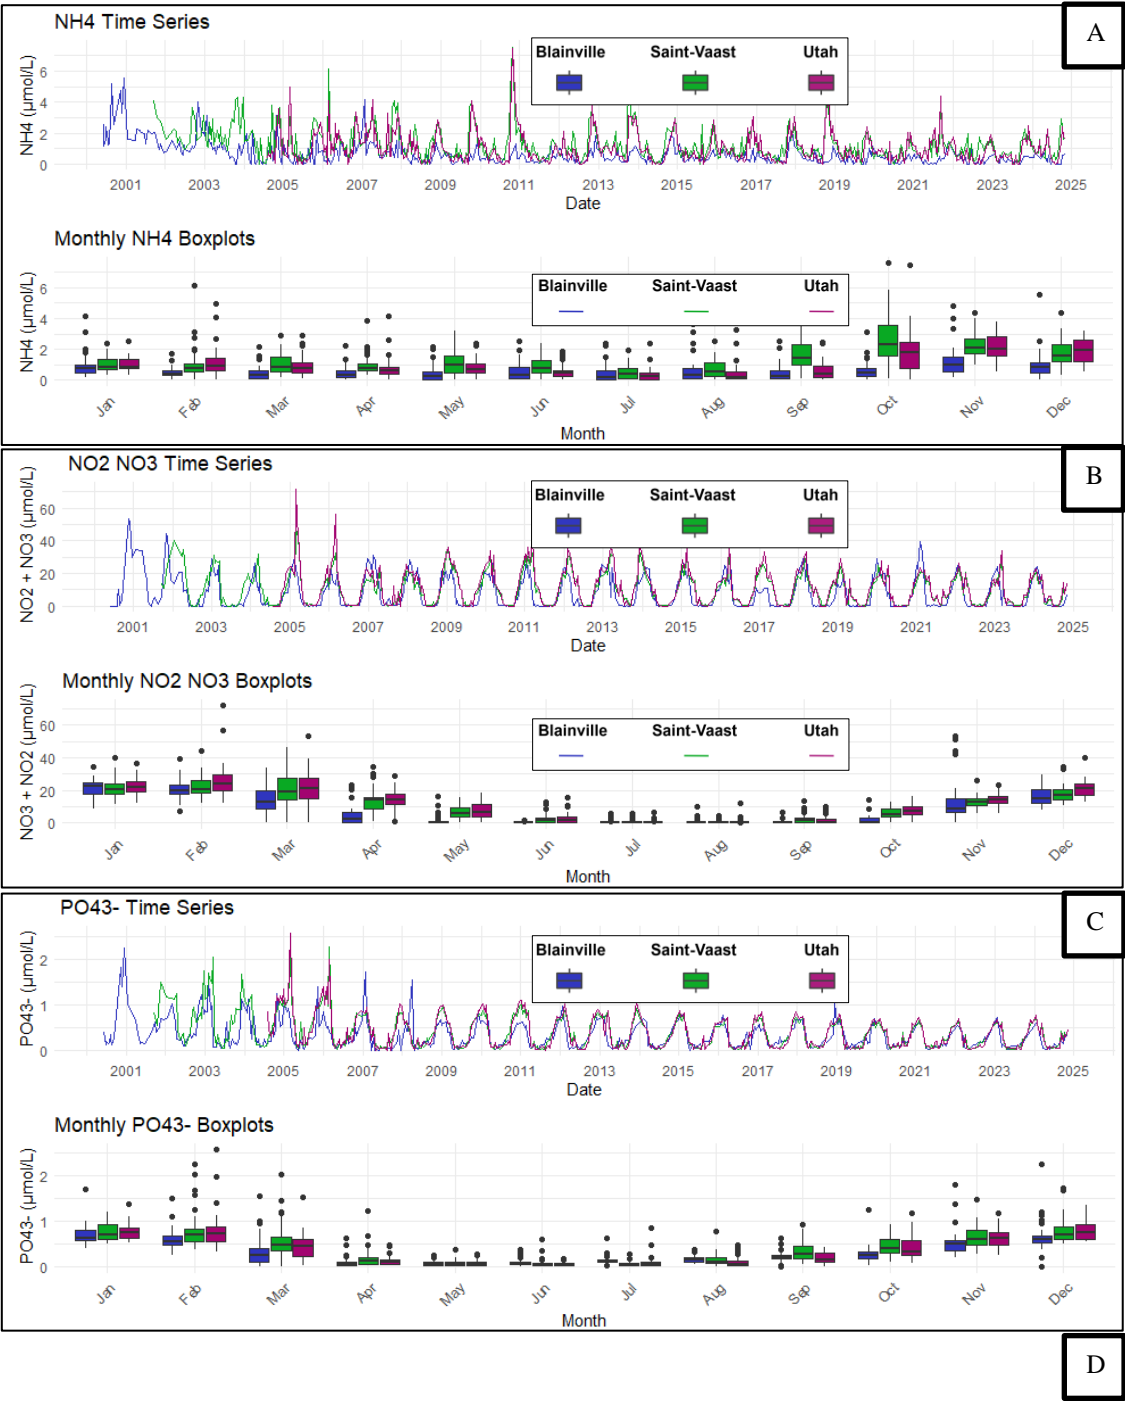 NH4 Time Series
A
Blainville Saint-Vaast Utah
NH4 (μmol/L)
6
4
2
0
2001 2003 2005 2007 2009 2011 2013 2015 2017 2019 2021 2023 2025
Date
Monthly NH4 Boxplots
Blainville Saint-Vaast Utah
NH4 (μmol/L)
6
4
2
0
Jan Feb Mar Apr May Jun Jul Aug Sep Oct Nov Dec
Month
NO2 NO3 Time Series
B
Blainville Saint-Vaast Utah
NO2 + NO3 (μmol/L)
60
40
20
0
2001 2003 2005 2007 2009 2011 2013 2015 2017 2019 2021 2023 2025
Date
Monthly NO2 NO3 Boxplots
Blainville Saint-Vaast Utah
NO3 + NO2 (μmol/L)
60
40
20
0
Jan Feb Mar Apr May Jun Jul Aug Sep Oct Nov Dec
Month
PO43- Time Series
C
Blainville Saint-Vaast Utah
PO43- (μmol/L)
2
1
0
2001 2003 2005 2007 2009 2011 2013 2015 2017 2019 2021 2023 2025
Date
Monthly PO43- Boxplots
PO43- (μmol/L)
2
1
0
Jan Feb Mar Apr May Jun Jul Aug Sep Oct Nov Dec
Month
D